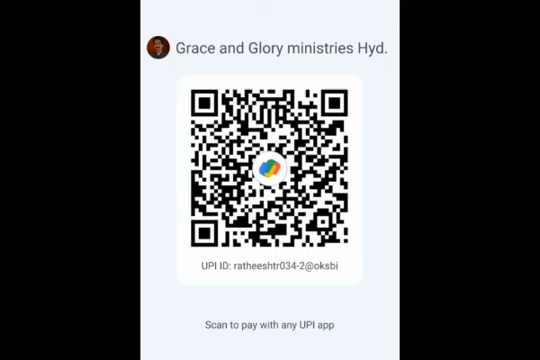 Grace and Glory ministries Hyd.
UPI ID: ratheeshtr034-2@oksbi
Scan to pay with any UPI app